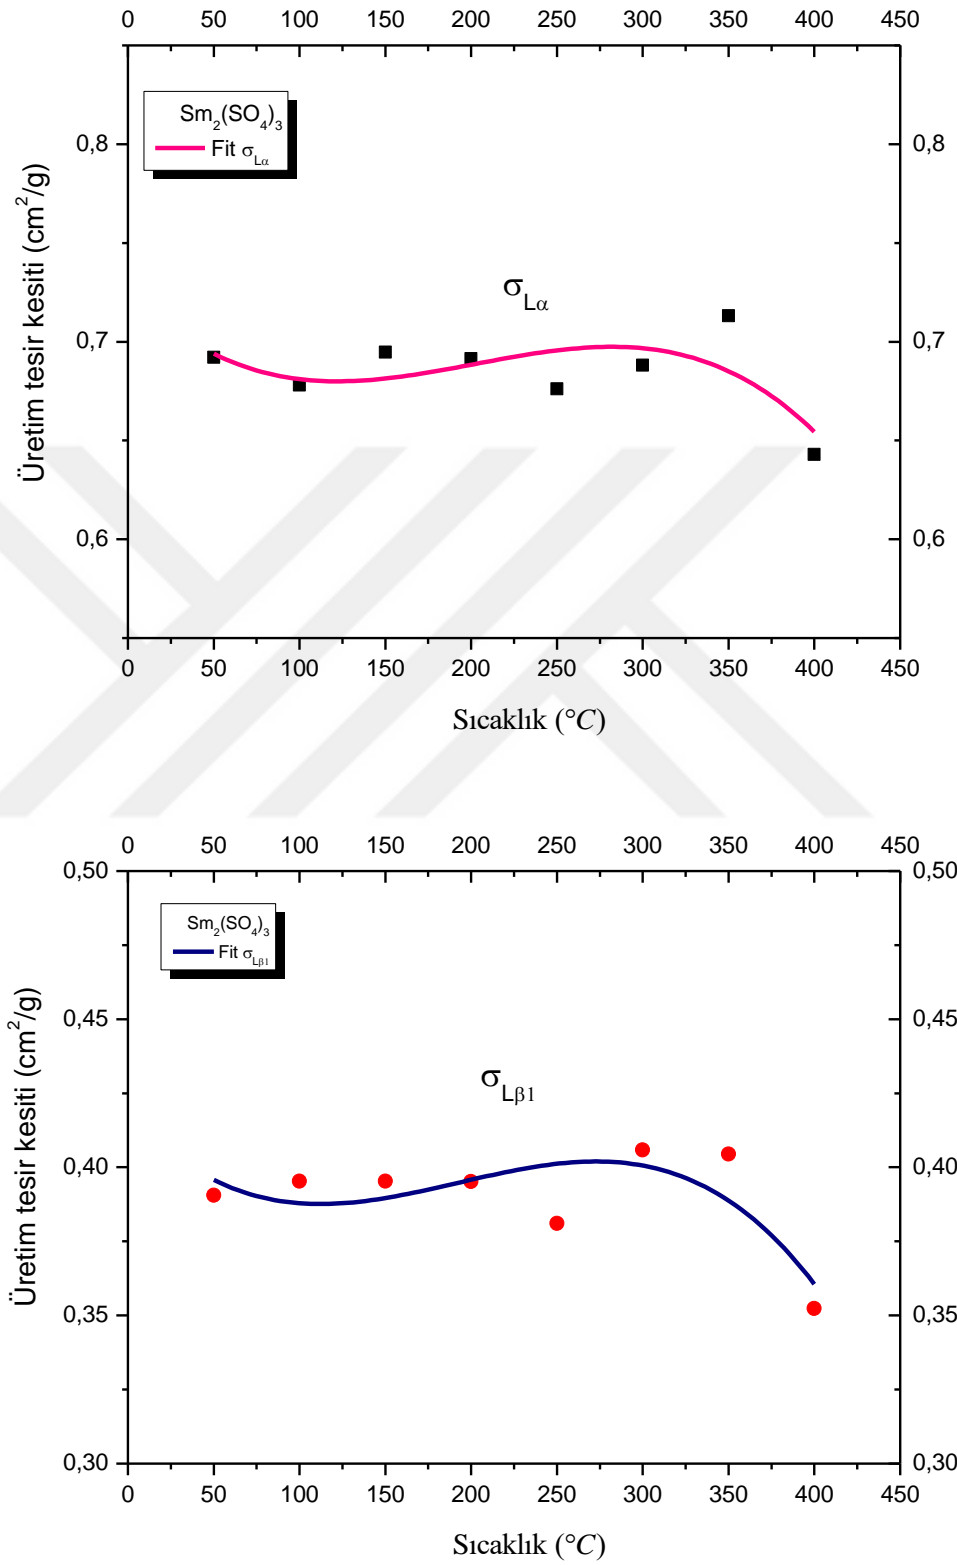 0 50 100 150 200 250 300 350 400 450
Sm₂(SO₄)₃
Fit σLα
0,8 0,8
σLα
0,7 0,7
0,6 0,6
Üretim tesir kesiti (cm²/g)
0 50 100 150 200 250 300 350 400 450
Sıcaklık (°C)
0 50 100 150 200 250 300 350 400 450
0,50 0,50
Sm₂(SO₄)₃
Fit σLβ1
0,45 0,45
σLβ1
0,40 0,40
0,35 0,35
0,30 0,30
Üretim tesir kesiti (cm²/g)
0 50 100 150 200 250 300 350 400 450
Sıcaklık (°C)